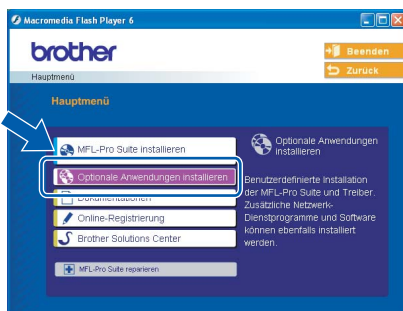 Macromedia Flash Player 6
brother
Beenden
Zurück
Hauptmenü
Hauptmenü
MFL-Pro Suite installieren
Optionale Anwendungen installieren
Dokumentationen
Online-Registrierung
Brother Solutions Center
MFL-Pro Suite reparieren
Optionale Anwendungen
installieren
Benutzerdefinierte Installation
der MFL-Pro Suite und Treiber.
Zusätzliche Netzwerk-
Dienstprogramme und Software
können ebenfalls installiert
werden.